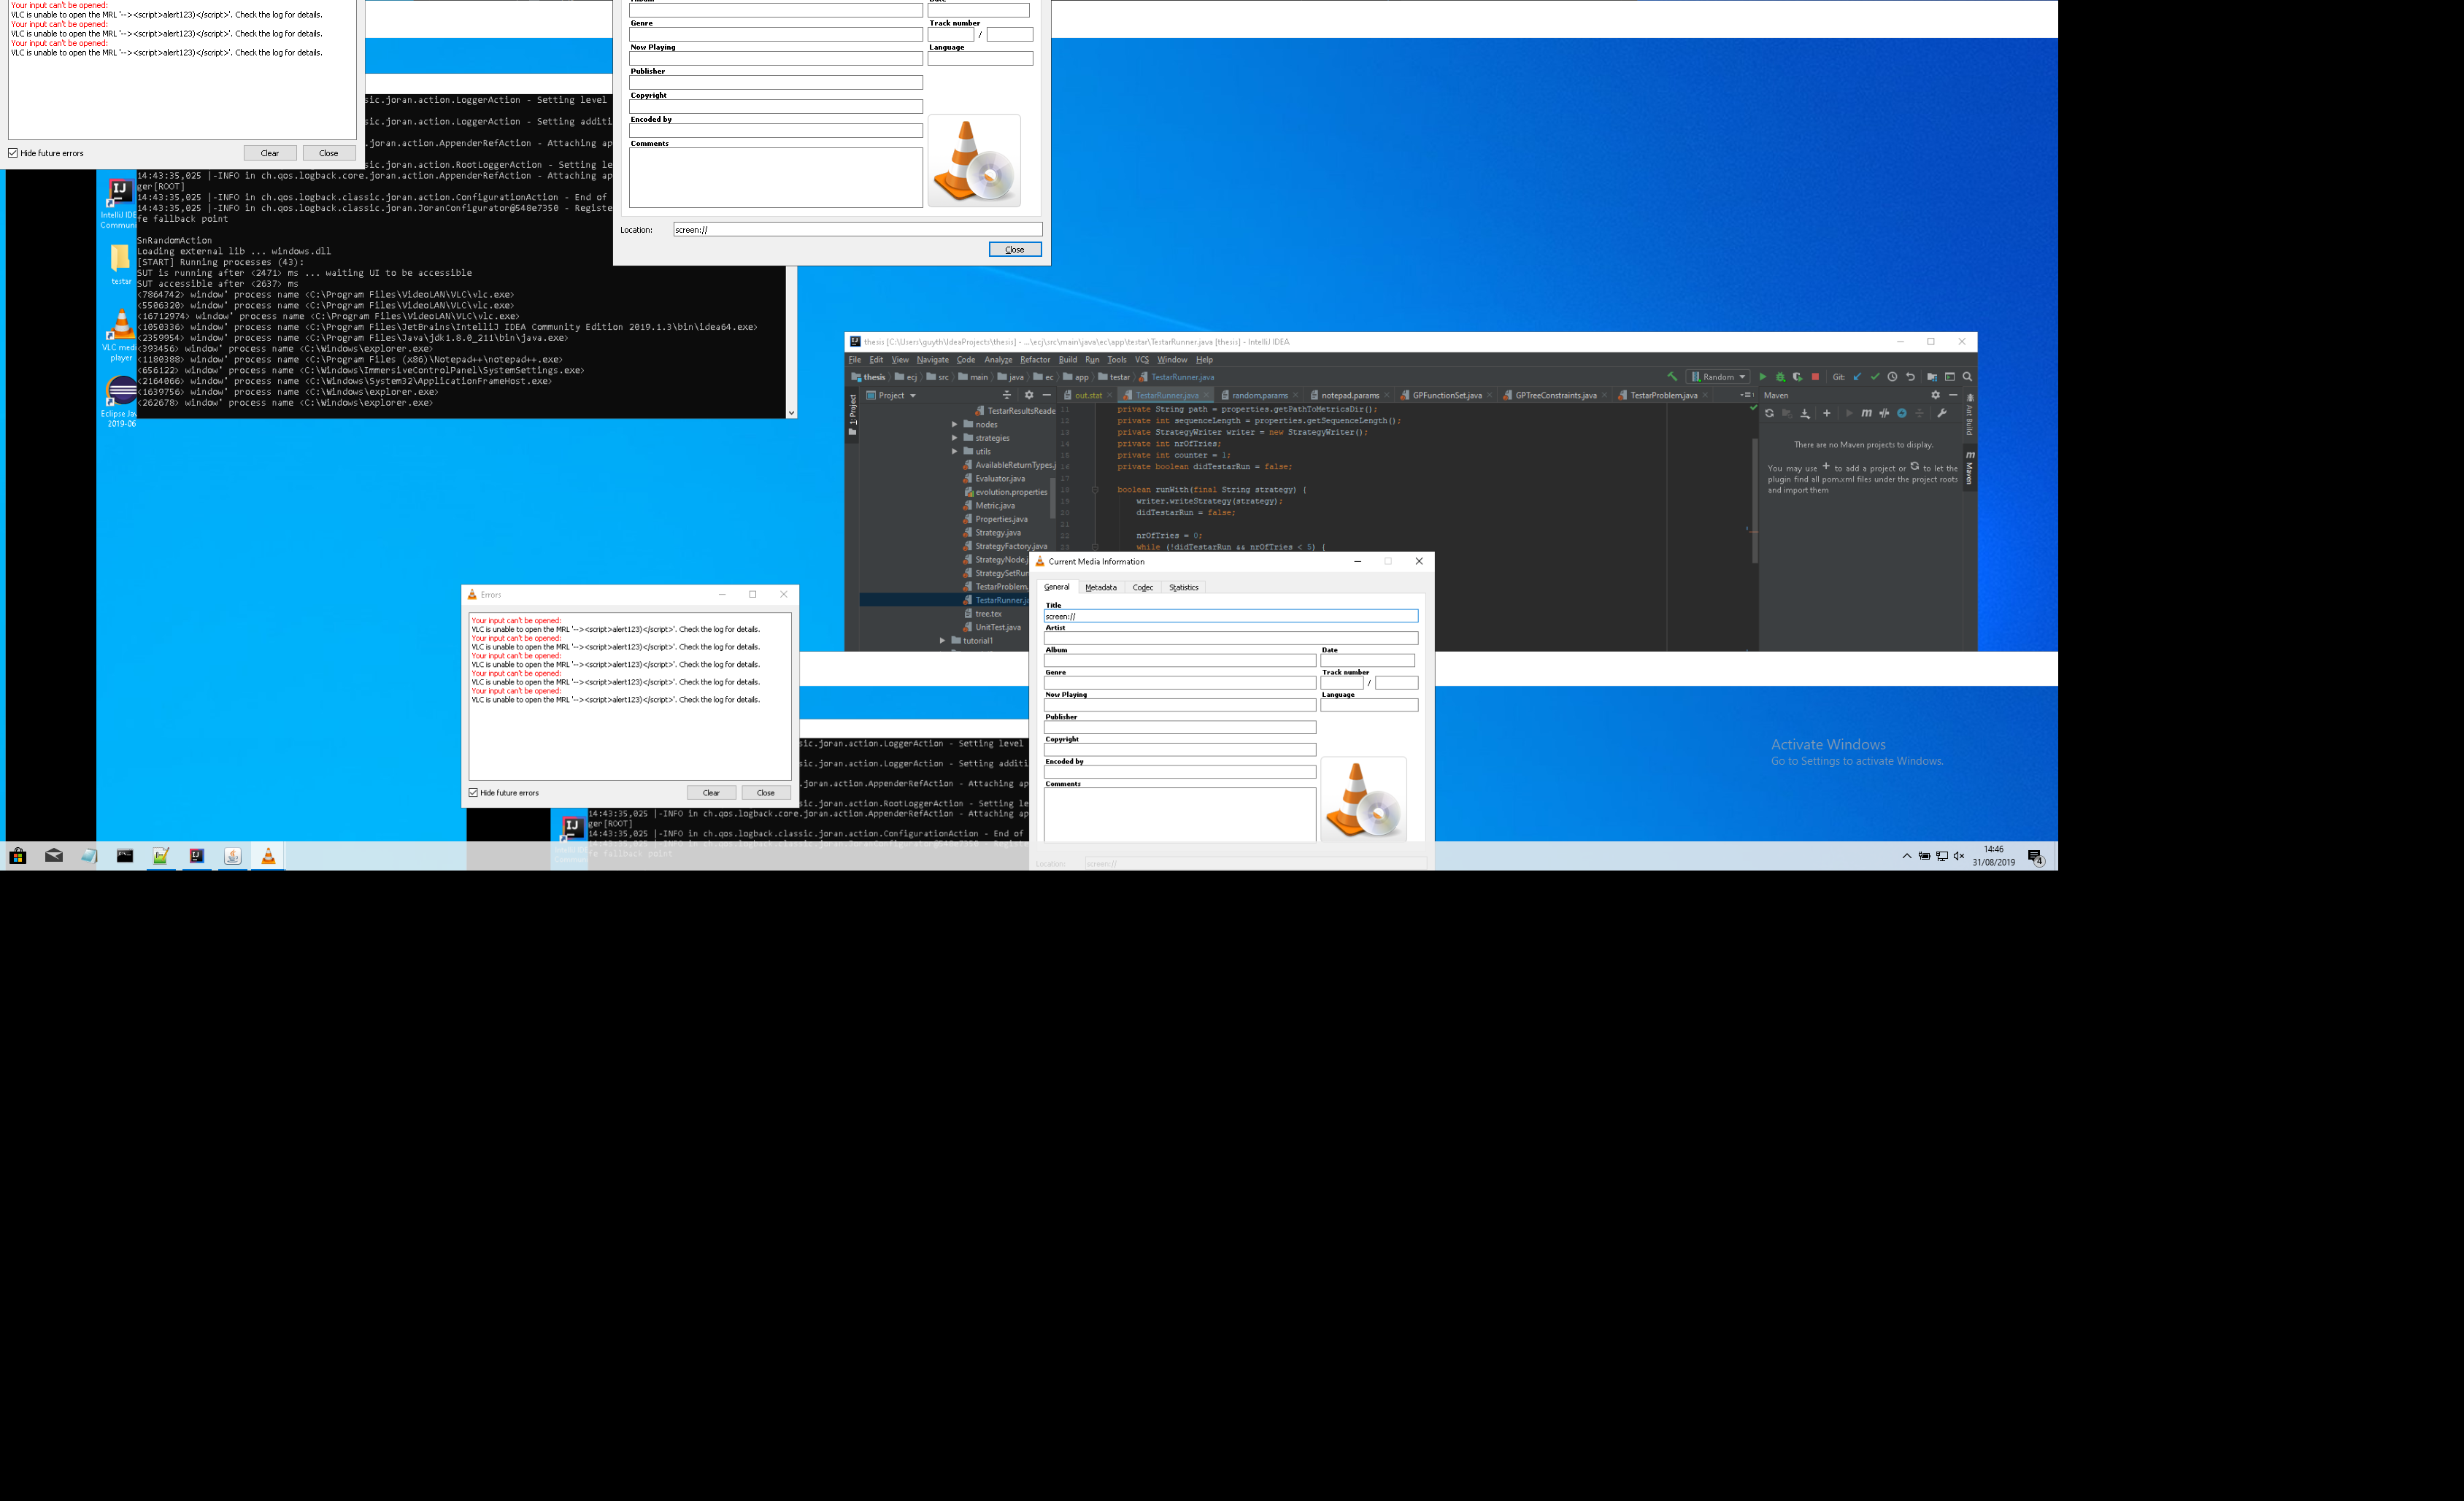 Your input can't be opened:
VLC is unable to open the MRL '--><script>alert123)</script>'. Check the log for details.
Your input can't be opened:
VLC is unable to open the MRL '--><script>alert123)</script>'. Check the log for details.
Your input can't be opened:
VLC is unable to open the MRL '--><script>alert123)</script>'. Check the log for details.
Hide future errors
Clear
Close
Genre
Track number
/
Now Playing
Language
Publisher
Copyright
Encoded by
Comments
Location:
screen://
Close
sic.joran.action.LoggerAction - Setting level
sic.joran.action.LoggerAction - Setting additi
sic.joran.action.AppenderRefAction - Attaching ap
sic.joran.action.RootLoggerAction - Setting le
14:43:35,025 |-INFO in ch.qos.logback.core.joran.action.AppenderRefAction - Attaching ap
ger[ROOT]
14:43:35,025 |-INFO in ch.qos.logback.classic.joran.action.ConfigurationAction - End of
14:43:35,025 |-INFO in ch.qos.logback.classic.joran.JoranConfigurator@540e7350 - Registe
fe fallback point
SnRandomAction
Loading external lib ... windows.dll
[START] Running processes (43):
SUT is running after <2471> ms ... waiting UI to be accessible
SUT accessible after <2637> ms
<7864742> window' process name <C:\Program Files\VideoLAN\VLC\vlc.exe>
<5506320> window' process name <C:\Program Files\VideoLAN\VLC\vlc.exe>
<16712974> window' process name <C:\Program Files\VideoLAN\VLC\vlc.exe>
<1050336> window' process name <C:\Program Files\JetBrains\IntelliJ IDEA Community Edition 2019.1.3\bin\idea64.exe>
<2359954> window' process name <C:\Program Files\Java\jdk1.8.0_211\bin\java.exe>
<393456> window' process name <C:\Windows\explorer.exe>
<1180388> window' process name <C:\Program Files (x86)\Notepad++\notepad++.exe>
<656122> window' process name <C:\Windows\ImmersiveControlPanel\SystemSettings.exe>
<2164066> window' process name <C:\Windows\System32\ApplicationFrameHost.exe>
<1639756> window' process name <C:\Windows\explorer.exe>
<262678> window' process name <C:\Windows\explorer.exe>
IntelliJ IDE
Commun
testar
VLC med
player
Eclipse Jav
2019-06
thesis [C:\Users\guyth\IdeaProjects\thesis] - ...\ecj\src\main\java\ec\app\testar\TestarRunner.java [thesis] - IntelliJ IDEA
File Edit View Navigate Code Analyze Refactor Build Run Tools VCS Window Help
thesis ecj src main java ec app testar TestarRunner.java
Random
Git:
1: Project
Project
out.stat TestarRunner.java random.params notepad.params GPFunctionSet.java GPTreeConstraints.java TestarProblem.java
TestarResultsReade
nodes
strategies
utils
AvailableReturnTypes.j
Evaluator.java
evolution.properties
Metric.java
Properties.java
Strategy.java
StrategyFactory.java
StrategyNode.j
StrategySetRun
TestarProblem.
TestarRunner.ja
tree.tex
UnitTest.java
tutorial1
11 private String path = properties.getPathToMetricsDir();
12 private int sequenceLength = properties.getSequenceLength();
13 private StrategyWriter writer = new StrategyWriter();
14 private int nrOfTries;
15 private int counter = 1;
16 private boolean didTestarRun = false;
17
18 boolean runWith(final String strategy) {
19 writer.writeStrategy(strategy);
20 didTestarRun = false;
21
22 nrOfTries = 0;
23 while (!didTestarRun && nrOfTries < 5) {
Maven
There are no Maven projects to display.
You may use + to add a project or to let the
plugin find all pom.xml files under the project roots
and import them
Ant Build
Maven
Errors
Your input can't be opened:
VLC is unable to open the MRL '--><script>alert123)</script>'. Check the log for details.
Your input can't be opened:
VLC is unable to open the MRL '--><script>alert123)</script>'. Check the log for details.
Your input can't be opened:
VLC is unable to open the MRL '--><script>alert123)</script>'. Check the log for details.
Your input can't be opened:
VLC is unable to open the MRL '--><script>alert123)</script>'. Check the log for details.
Your input can't be opened:
VLC is unable to open the MRL '--><script>alert123)</script>'. Check the log for details.
Hide future errors
Clear
Close
Current Media Information
General Metadata Codec Statistics
Title
screen://
Artist
Album
Date
Genre
Track number
/
Now Playing
Language
Publisher
Copyright
Encoded by
Comments
Location:
screen://
sic.joran.action.LoggerAction - Setting level
sic.joran.action.LoggerAction - Setting additi
sic.joran.action.AppenderRefAction - Attaching ap
sic.joran.action.RootLoggerAction - Setting le
14:43:35,025 |-INFO in ch.qos.logback.core.joran.action.AppenderRefAction - Attaching ap
ger[ROOT]
14:43:35,025 |-INFO in ch.qos.logback.classic.joran.action.ConfigurationAction - End of
fe fallback point
Activate Windows
Go to Settings to activate Windows.
14:46
31/08/2019
4